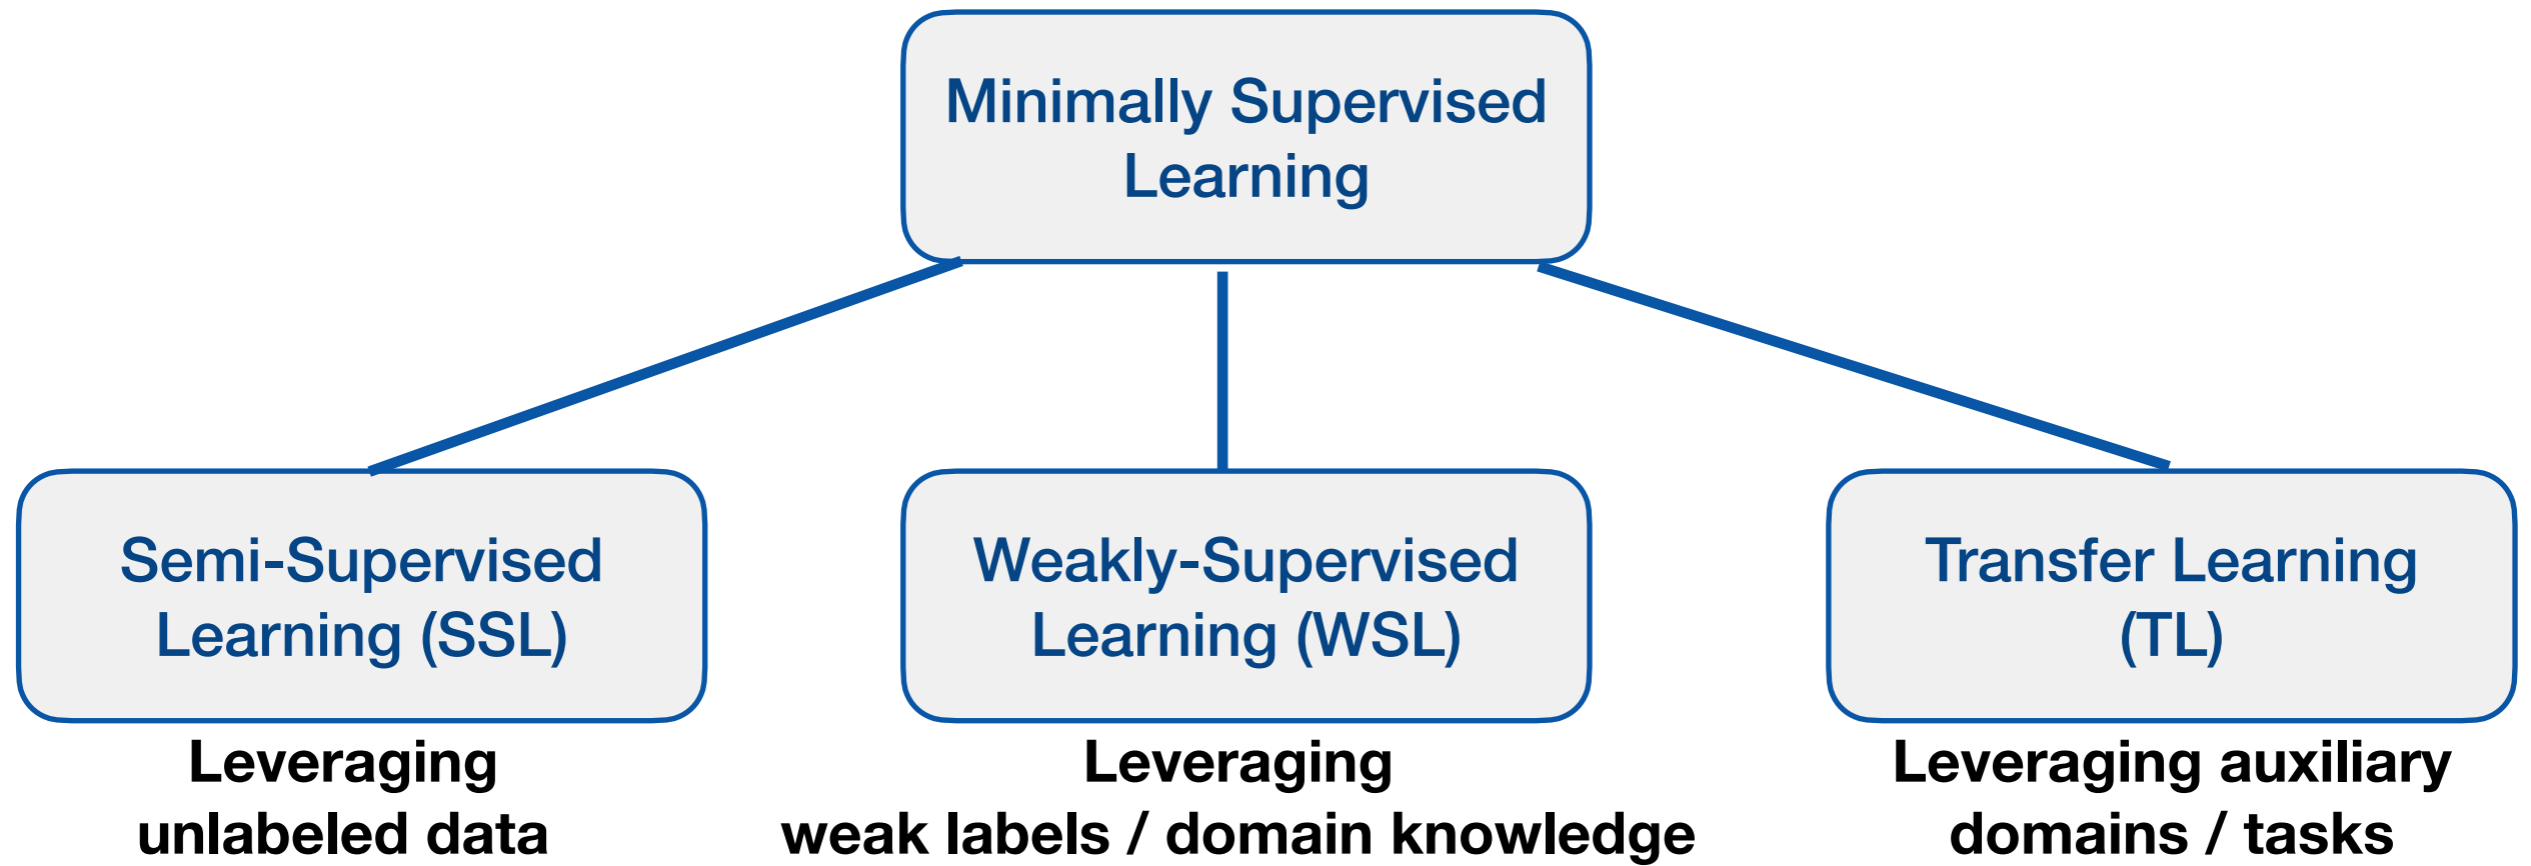 Minimally Supervised
Learning
Semi-Supervised
Learning (SSL)
Leveraging
unlabeled data
Weakly-Supervised
Learning (WSL)
Leveraging
weak labels / domain knowledge
Transfer Learning
(TL)
Leveraging auxiliary
domains / tasks